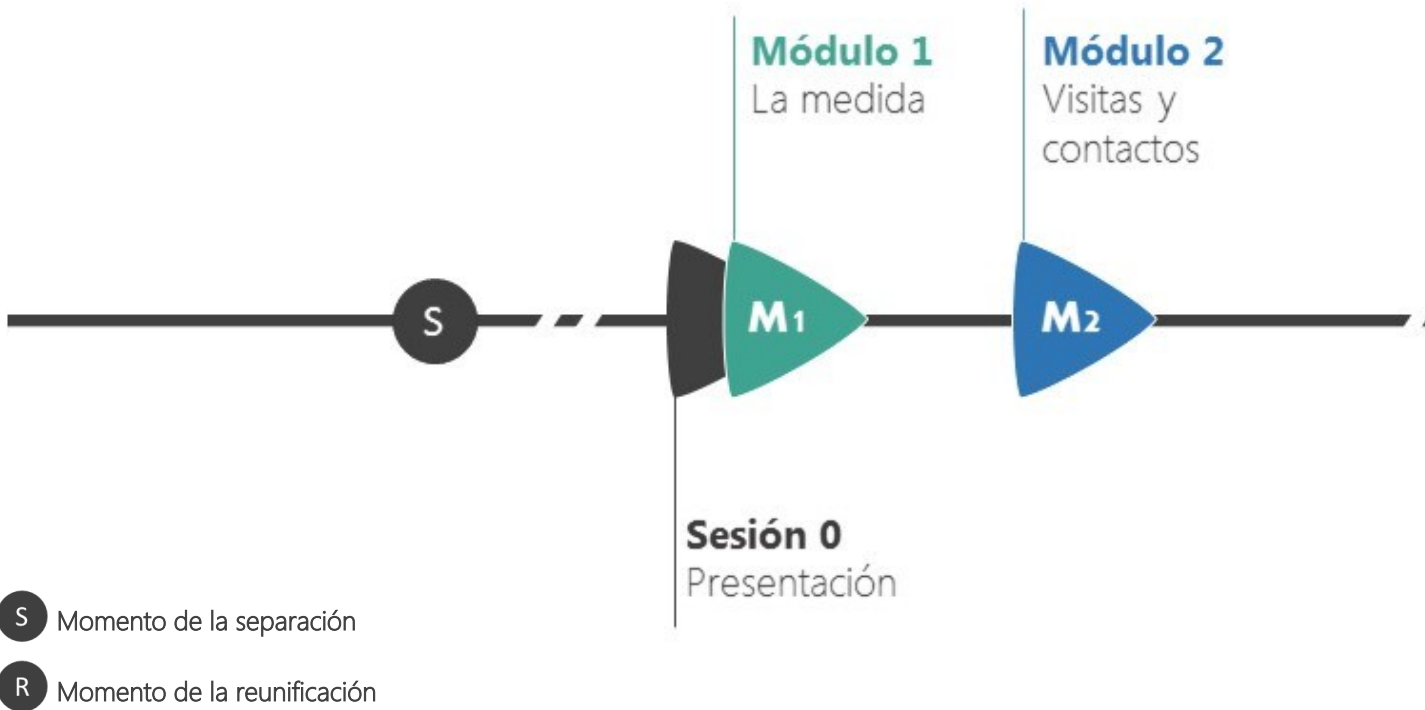 Módulo 1
La medida
Módulo 2
Visitas y
contactos
S
M1
M2
Sesión 0
Presentación
S Momento de la separación
R Momento de la reunificación